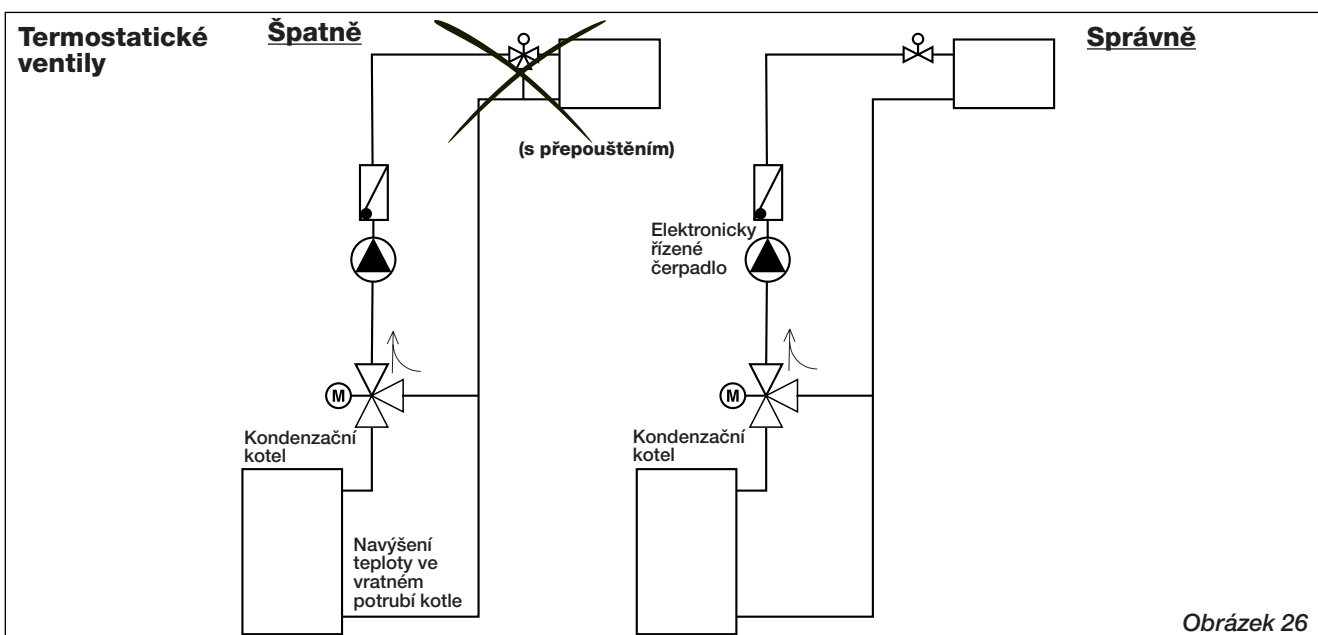 Termostatické
ventily
Špatně
(s přepouštěním)
M
Kondenzační
kotel
Navýšení
teploty ve
vratném
potrubí kotle
Správně
Elektronicky
řízené
čerpadlo
M
Kondenzační
kotel
Obrázek 26